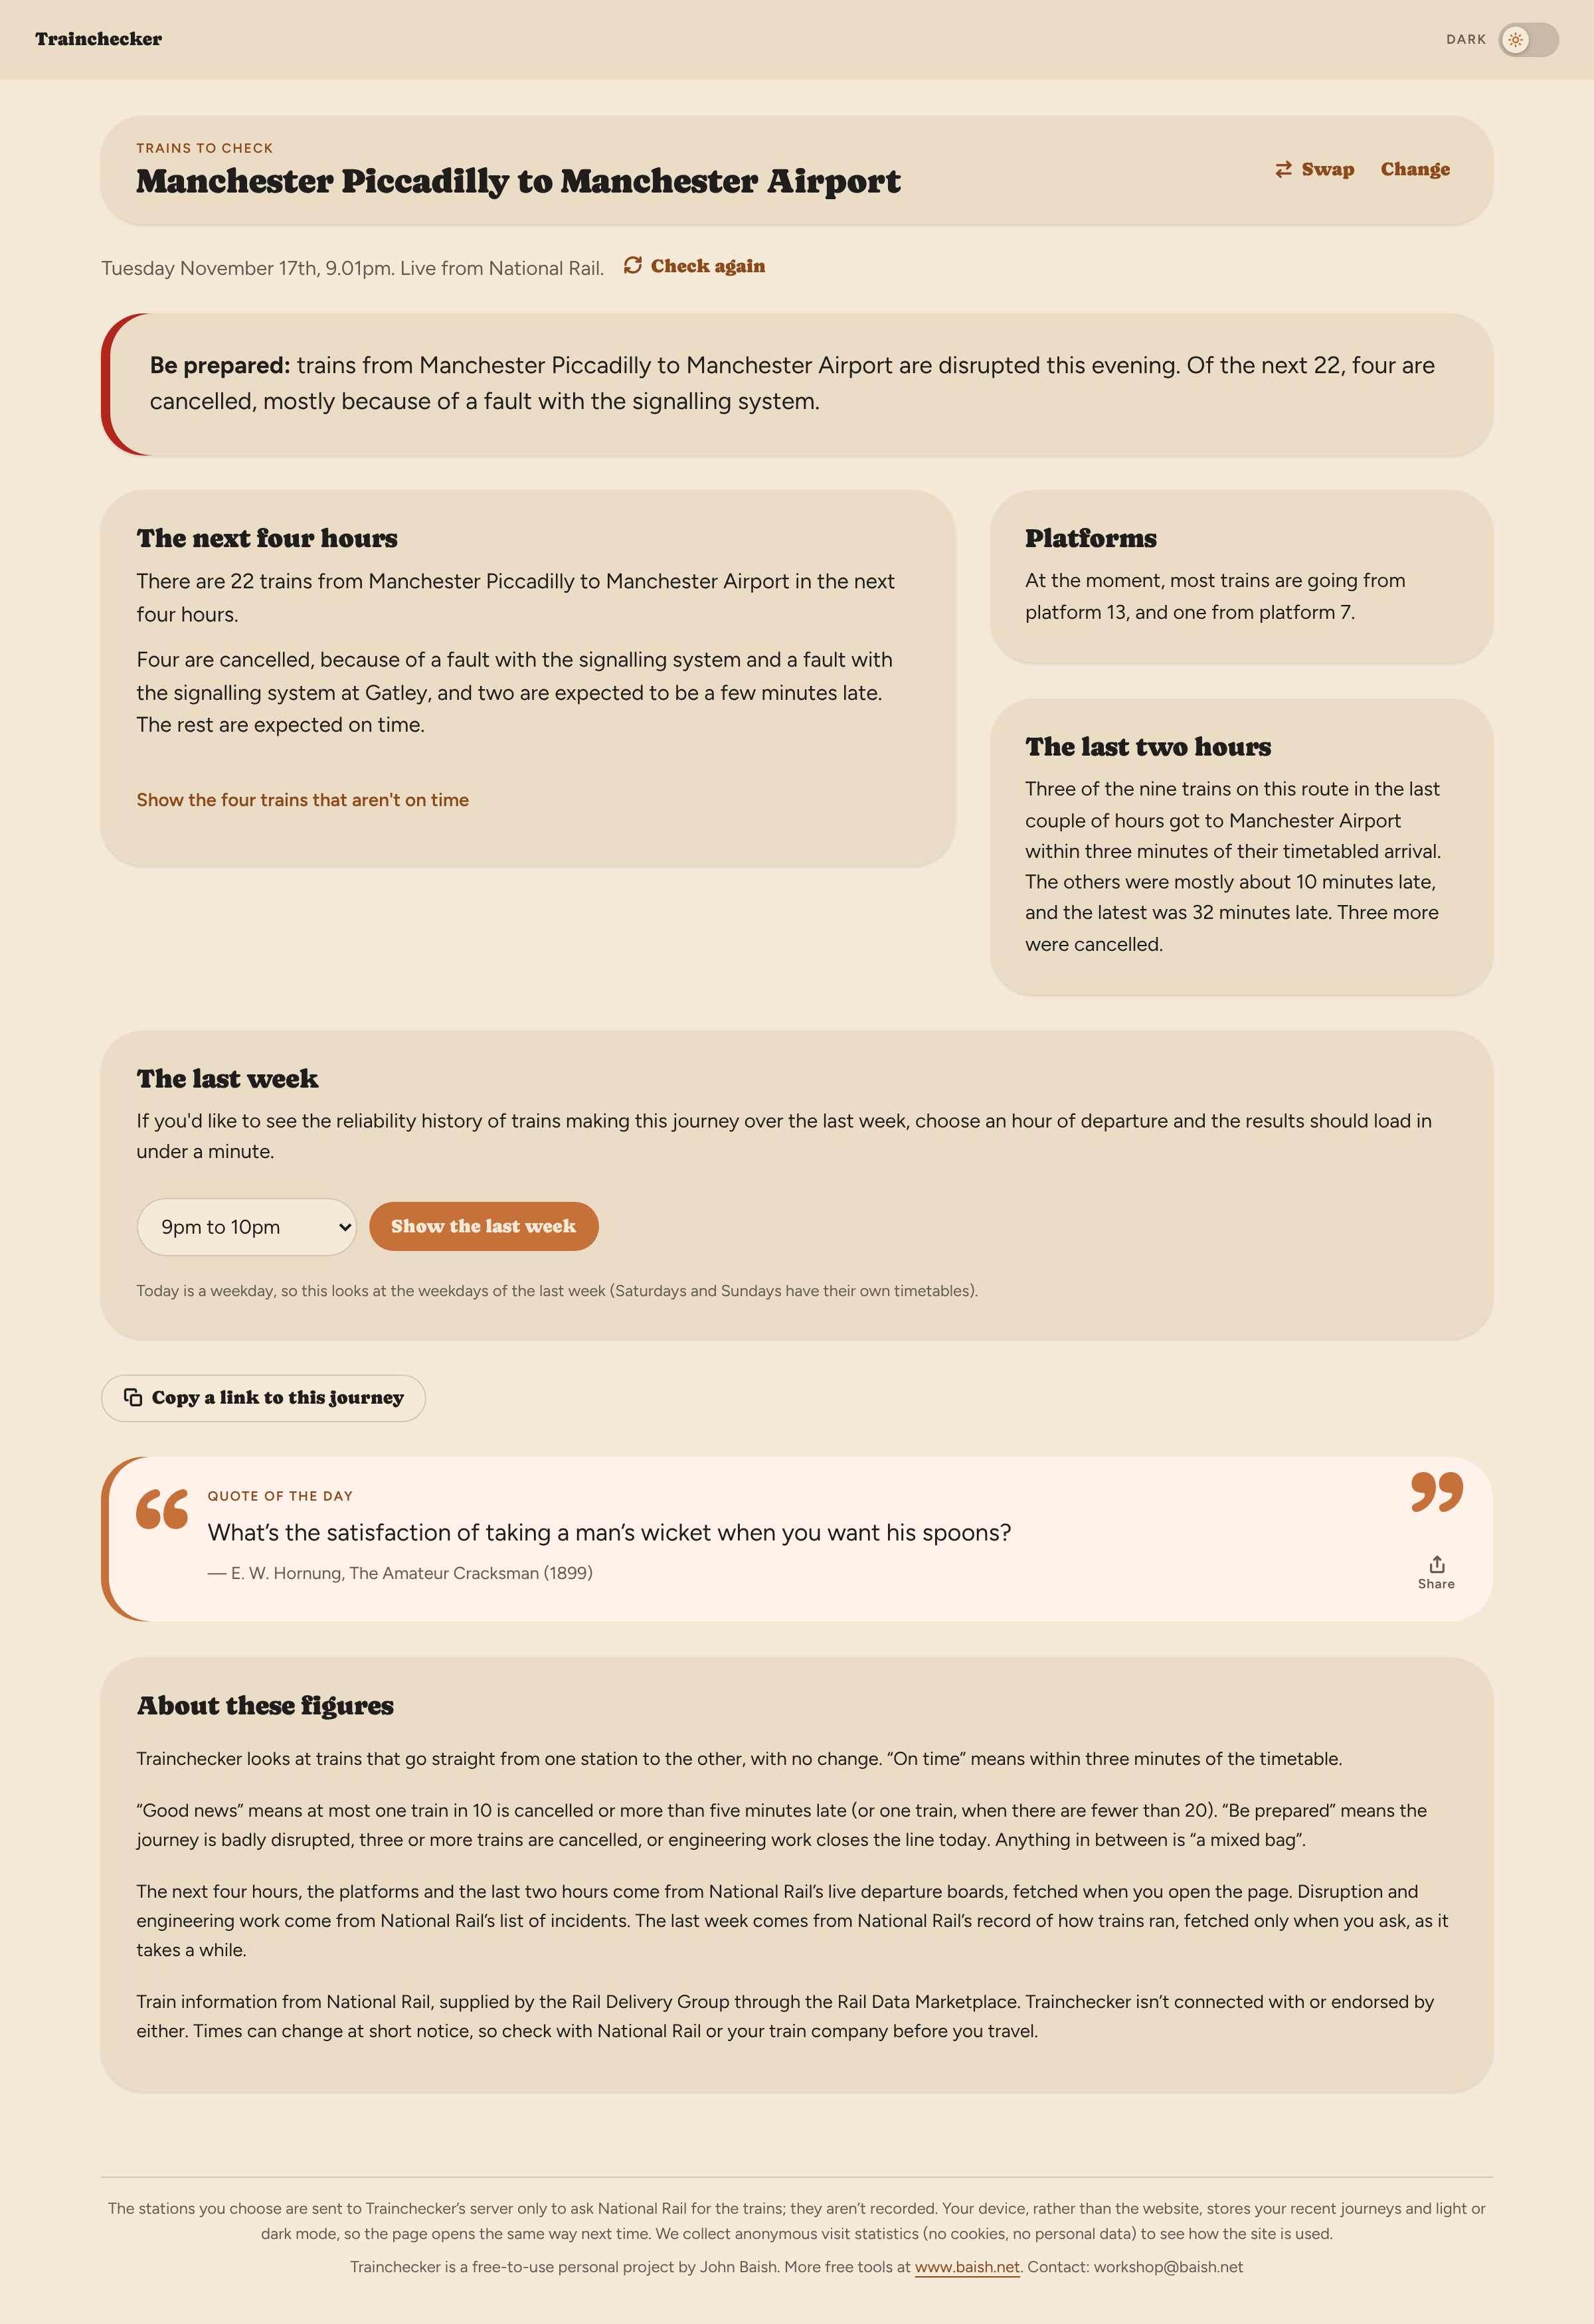 Trainchecker
DARK
TRAINS TO CHECK
Manchester Piccadilly to Manchester Airport
Swap
Change
Tuesday November 17th, 9.01pm. Live from National Rail.
Check again
Be prepared: trains from Manchester Piccadilly to Manchester Airport are disrupted this evening. Of the next 22, four are
cancelled, mostly because of a fault with the signalling system.
The next four hours
There are 22 trains from Manchester Piccadilly to Manchester Airport in the next
four hours.
Four are cancelled, because of a fault with the signalling system and a fault with
the signalling system at Gatley, and two are expected to be a few minutes late.
The rest are expected on time.
Show the four trains that aren't on time
Platforms
At the moment, most trains are going from
platform 13, and one from platform 7.
The last two hours
Three of the nine trains on this route in the last
couple of hours got to Manchester Airport
within three minutes of their timetabled arrival.
The others were mostly about 10 minutes late,
and the latest was 32 minutes late. Three more
were cancelled.
The last week
If you'd like to see the reliability history of trains making this journey over the last week, choose an hour of departure and the results should load in
under a minute.
9pm to 10pm
Show the last week
Today is a weekday, so this looks at the weekdays of the last week (Saturdays and Sundays have their own timetables).
Copy a link to this journey
“
QUOTE OF THE DAY
What’s the satisfaction of taking a man’s wicket when you want his spoons?
— E. W. Hornung, The Amateur Cracksman (1899)
”
Share
About these figures
Trainchecker looks at trains that go straight from one station to the other, with no change. “On time” means within three minutes of the timetable.
“Good news” means at most one train in 10 is cancelled or more than five minutes late (or one train, when there are fewer than 20). “Be prepared” means the
journey is badly disrupted, three or more trains are cancelled, or engineering work closes the line today. Anything in between is “a mixed bag”.
The next four hours, the platforms and the last two hours come from National Rail’s live departure boards, fetched when you open the page. Disruption and
engineering work come from National Rail’s list of incidents. The last week comes from National Rail’s record of how trains ran, fetched only when you ask, as it
takes a while.
Train information from National Rail, supplied by the Rail Delivery Group through the Rail Data Marketplace. Trainchecker isn’t connected with or endorsed by
either. Times can change at short notice, so check with National Rail or your train company before you travel.
The stations you choose are sent to Trainchecker’s server only to ask National Rail for the trains; they aren’t recorded. Your device, rather than the website, stores your recent journeys and light or
dark mode, so the page opens the same way next time. We collect anonymous visit statistics (no cookies, no personal data) to see how the site is used.
Trainchecker is a free-to-use personal project by John Baish. More free tools at www.baish.net. Contact: workshop@baish.net